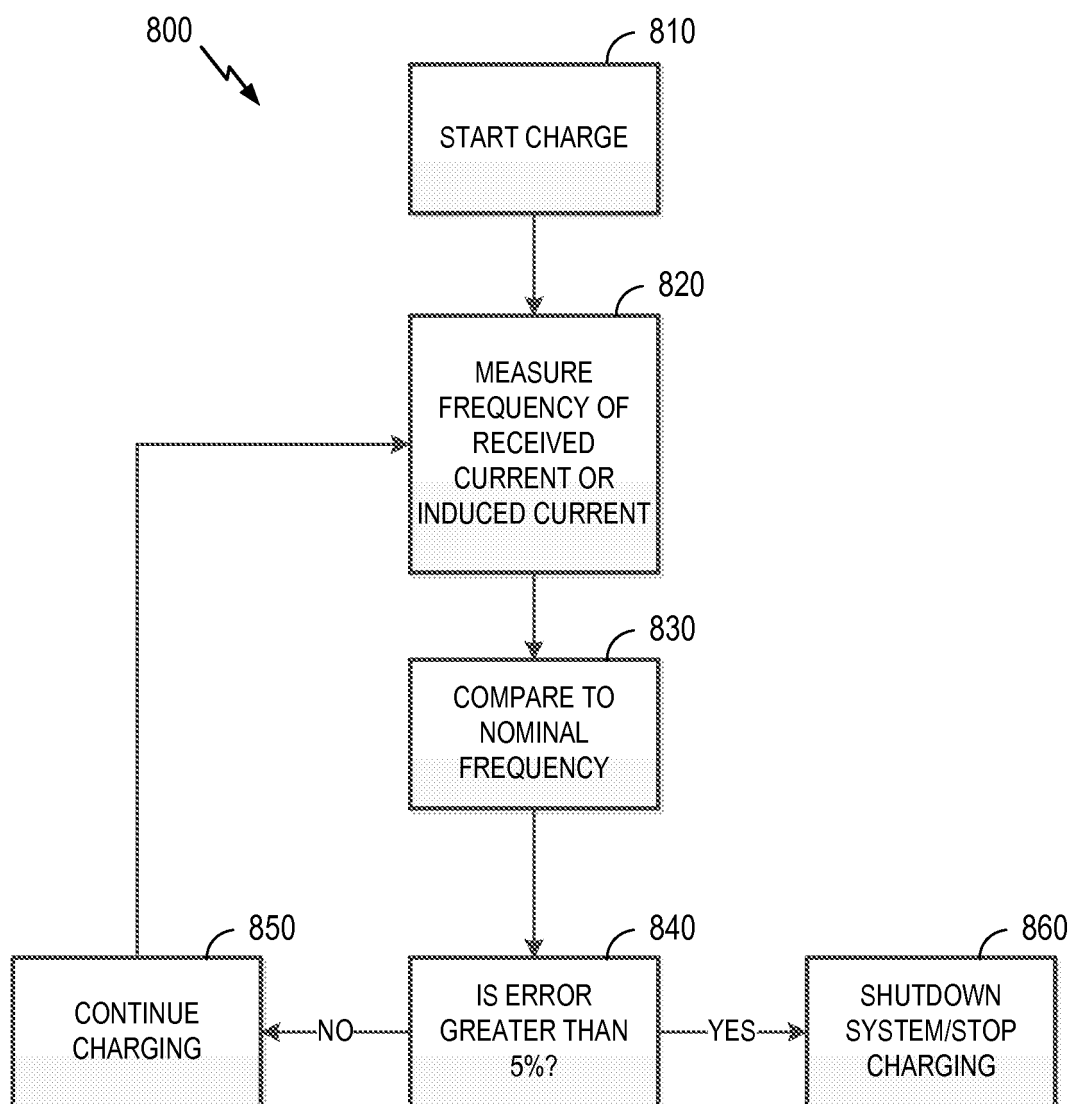 800
810
START CHARGE
820
MEASURE
FREQUENCY OF
RECEIVED
CURRENT OR
INDUCED CURRENT
830
COMPARE TO
NOMINAL
FREQUENCY
850
CONTINUE
CHARGING
NO
840
IS ERROR
GREATER THAN
5%?
YES
860
SHUTDOWN
SYSTEM/STOP
CHARGING